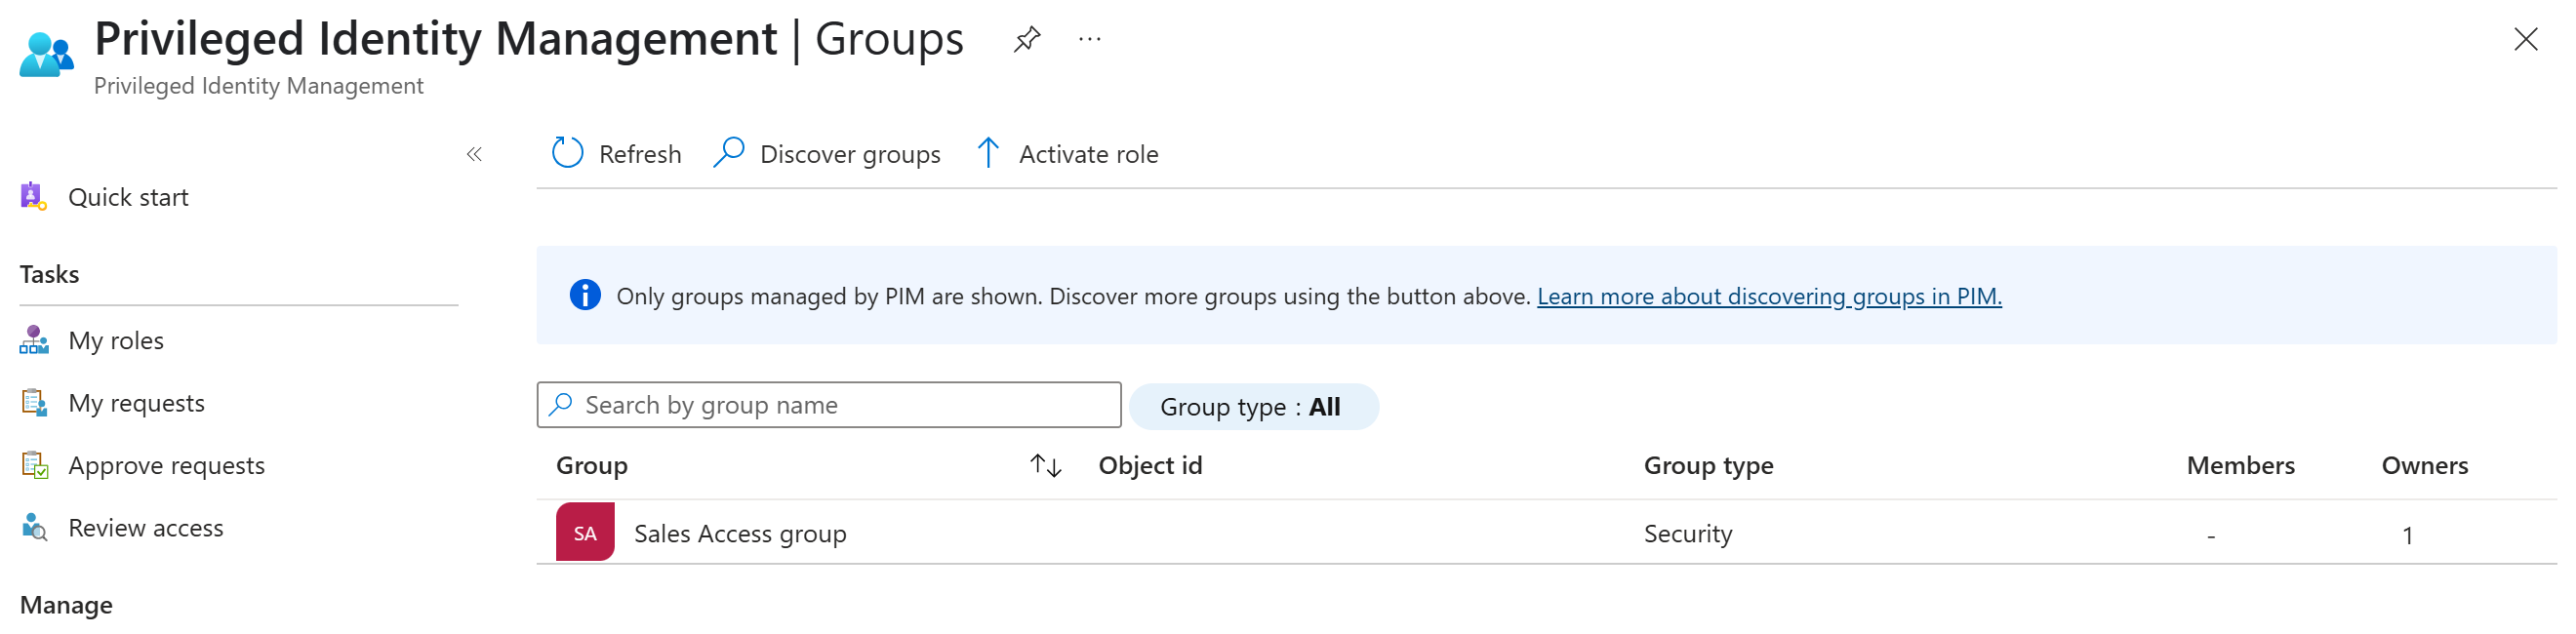 Privileged Identity Management | Groups
Privileged Identity Management
Quick start
Tasks
My roles
My requests
Approve requests
Review access
Manage
Refresh Discover groups Activate role
Only groups managed by PIM are shown. Discover more groups using the button above. Learn more about discovering groups in PIM.
Search by group name Group type : All
Group Object id Group type Members Owners
SA Sales Access group Security - 1